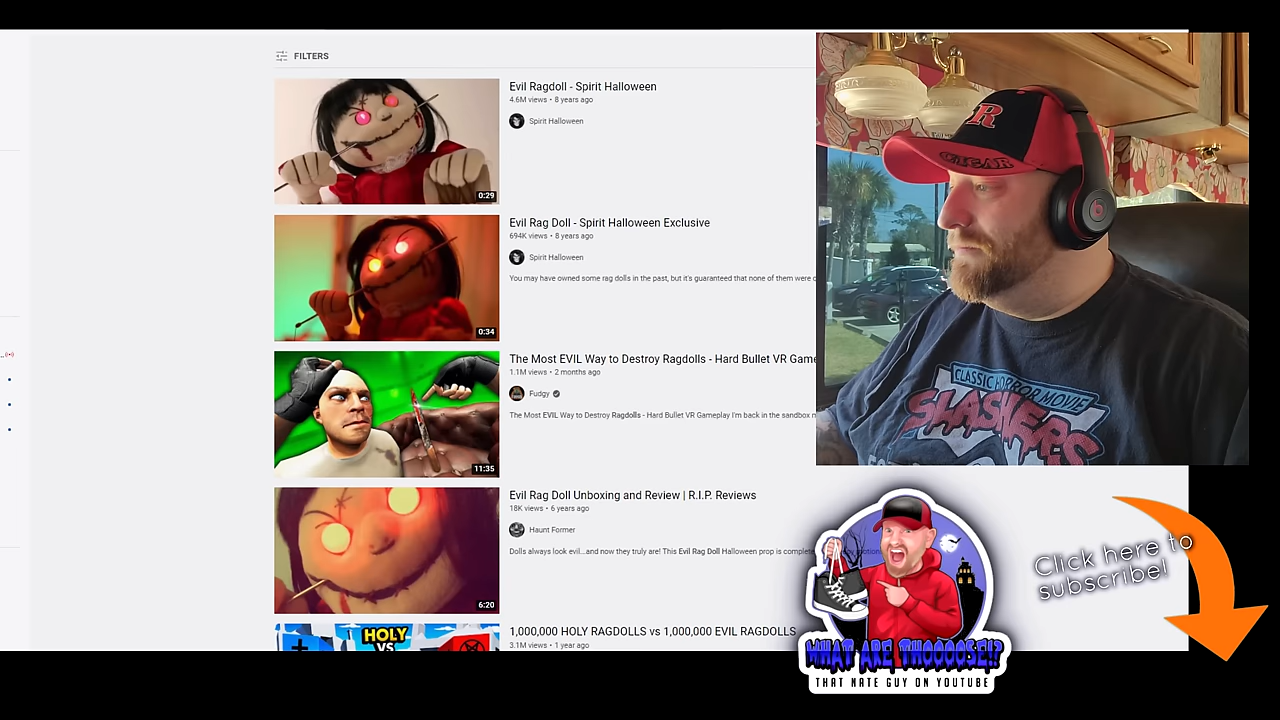 FILTERS
Evil Ragdoll - Spirit Halloween
4.6M views • 8 years ago
Spirit Halloween
0:29
Evil Rag Doll - Spirit Halloween Exclusive
694K views • 8 years ago
Spirit Halloween
You may have owned some rag dolls in the past, but it's guaranteed that none of them were
0:34
The Most EVIL Way to Destroy Ragdolls - Hard Bullet VR Game
1.1M views • 2 months ago
Fudgy
The Most EVIL Way to Destroy Ragdolls - Hard Bullet VR Gameplay I'm back in the sandbox
11:35
Evil Rag Doll Unboxing and Review | R.I.P. Reviews
18K views • 6 years ago
Haunt Former
Dolls always look evil...and now they truly are! This Evil Rag Doll Halloween prop is
6:20
HOLY
VS
1,000,000 HOLY RAGDOLLS vs 1,000,000 EVIL RAGDOLLS
3.1M views • 1 year ago
R
CIGAR
CLASSIC HORROR MOVIE
SLASHERS
WHAT ARE THOOOOSE!?
THAT NATE GUY ON YOUTUBE
Click here to
subscribe!